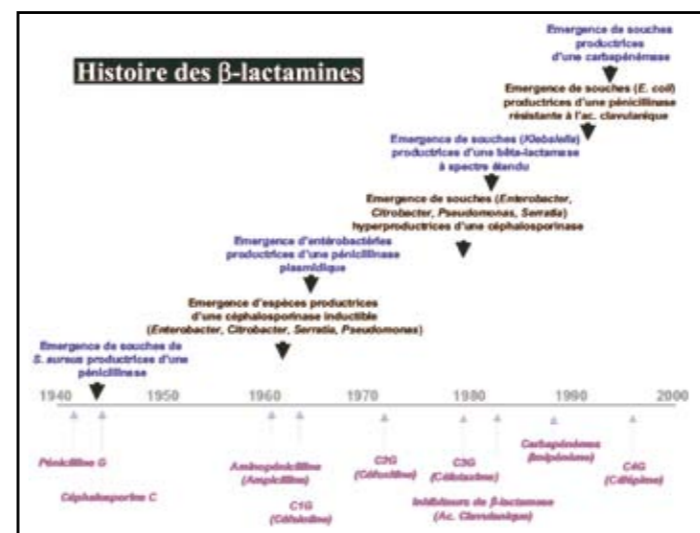 Histoire des β-lactamines
Emergence de souches
productrices
d'une carbapénémase
Emergence de souches (E. coli)
productrices d'une pénicillinase
résistante à l'ac. clavulanique
Emergence de souches (Klebsiella)
productrices d'une bêta-lactamase
à spectre étendu
Emergence de souches (Enterobacter,
Citrobacter, Pseudomonas, Serratia)
hyperproductrices d'une céphalosporinase
Emergence d'entérobactéries
productrices d'une pénicillinase
plasmidique
Emergence d'espèces productrices
d'une céphalosporinase inductible
(Enterobacter, Citrobacter, Serratia, Pseudomonas)
Emergence de souches de
S. aureus productrices d'une
pénicillinase
1940 1950 1960 1970 1980 1990 2000
Pénicilline G
Céphalosporine C
Aminopénicilline
(Ampicilline)
C1G
C2G
(Céfoxitine)
C3G
(Céfotaxime)
Inhibiteurs de β-lactamase
(Ac. Clavulanique)
Carbapénèmes
(Imipénème)
C4G
(Céfépime)